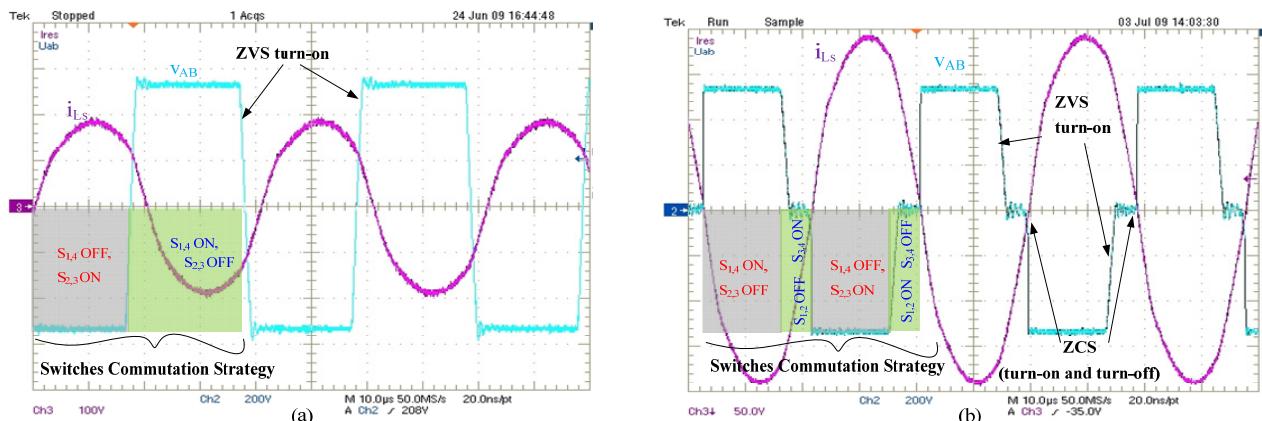 Tek Stopped 1 Acqs 24 Jun 09 16:44:48
Ires
Uab
vAB
ZVS turn-on
iLs
3
S1,4 OFF,
S2,3 ON
S1,4 ON,
S2,3 OFF
Switches Commutation Strategy
Ch3 100V Ch2 200V M 10.0µs 50.0MS/s 20.0ns/pt
A Ch2 208V
(a)
Tek Run Sample 03 Jul 09 14:03:30
Ires
Uab
iLs
vAB
ZVS
turn-on
2
S1,4 ON,
S2,3 OFF
S1,2 OFF S3,4 ON
S1,4 OFF,
S2,3 ON
S1,2 ON S3,4 OFF
Switches Commutation Strategy
ZCS
(turn-on and turn-off)
Ch3↓ 50.0V Ch2 200V M 10.0µs 50.0MS/s 20.0ns/pt
A Ch3 -35.0V
(b)